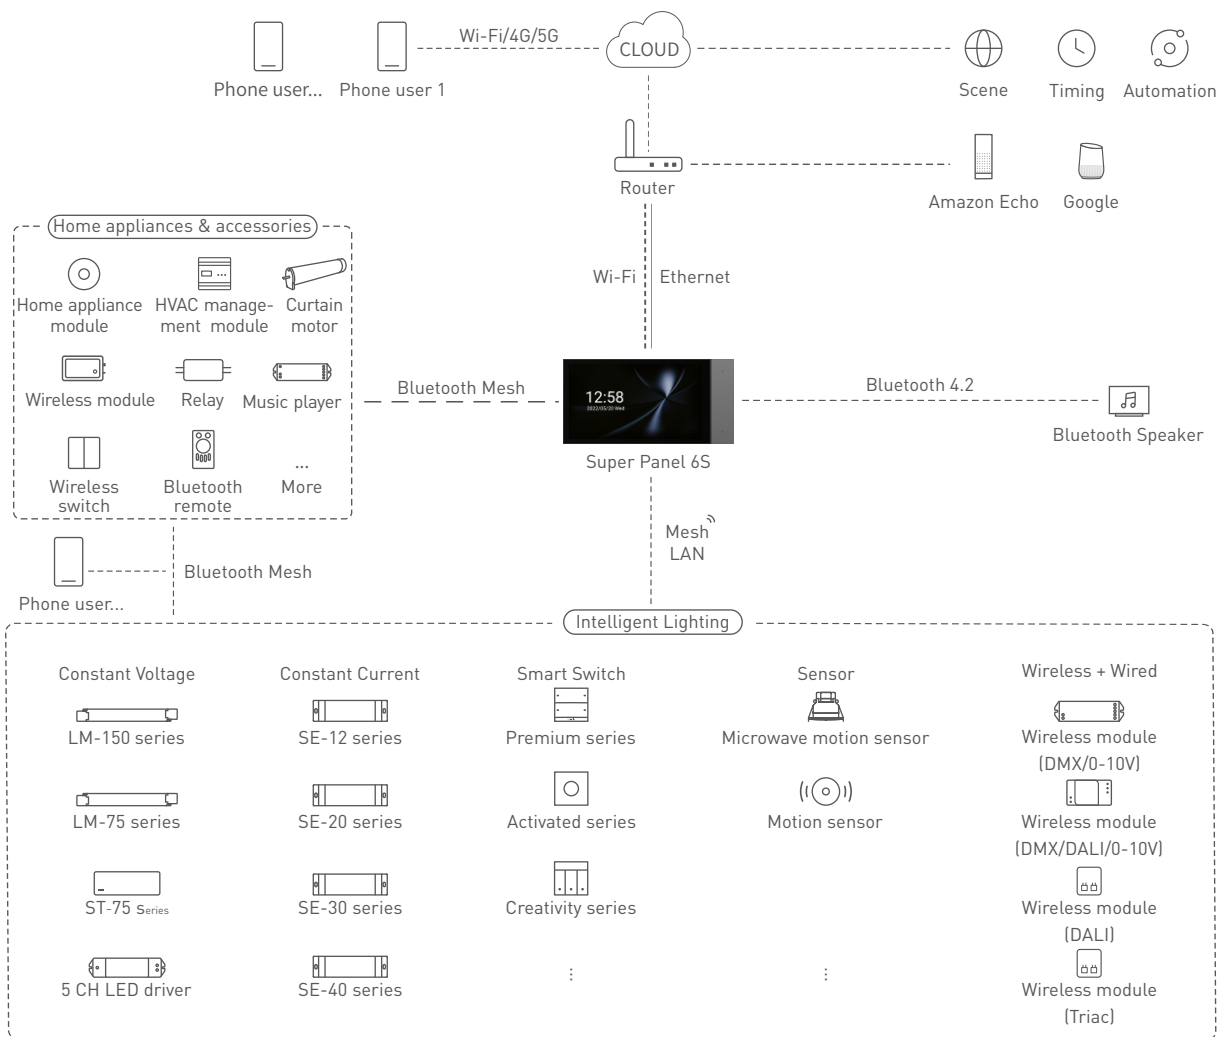 Wi-Fi/4G/5G
CLOUD
Phone user...
Phone user 1
Scene
Timing
Automation
Router
Amazon Echo
Google
Home appliances & accessories
Wi-Fi
Ethernet
Home appliance
module
HVAC manage-
ment module
Curtain
motor
Wireless module
Relay
Music player
Wireless
switch
Bluetooth
remote
...
More
Bluetooth Mesh
12:58
2022/05/20 Wed
Super Panel 6S
Bluetooth 4.2
Bluetooth Speaker
Mesh
LAN
Phone user...
Bluetooth Mesh
Intelligent Lighting
Constant Voltage
Constant Current
Smart Switch
Sensor
Wireless + Wired
LM-150 series
SE-12 series
Premium series
Microwave motion sensor
Wireless module
(DMX/0-10V)
LM-75 series
SE-20 series
Activated series
Motion sensor
Wireless module
(DMX/DALI/0-10V)
ST-75 Series
SE-30 series
Creativity series
Wireless module
(DALI)
5 CH LED driver
SE-40 series
⋮
⋮
Wireless module
(Triac)